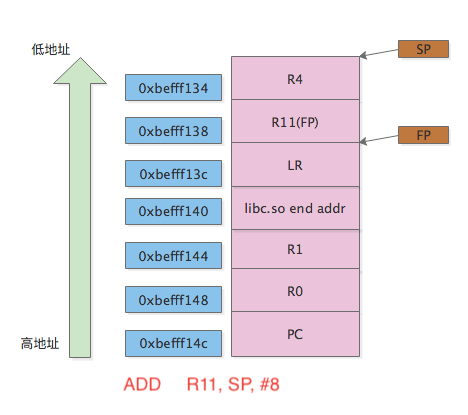 低地址
SP
0xbefff134
R4
0xbefff138
R11(FP)
FP
0xbefff13c
LR
0xbefff140
libc.so end addr
0xbefff144
R1
0xbefff148
R0
高地址
0xbefff14c
PC
ADD R11, SP, #8